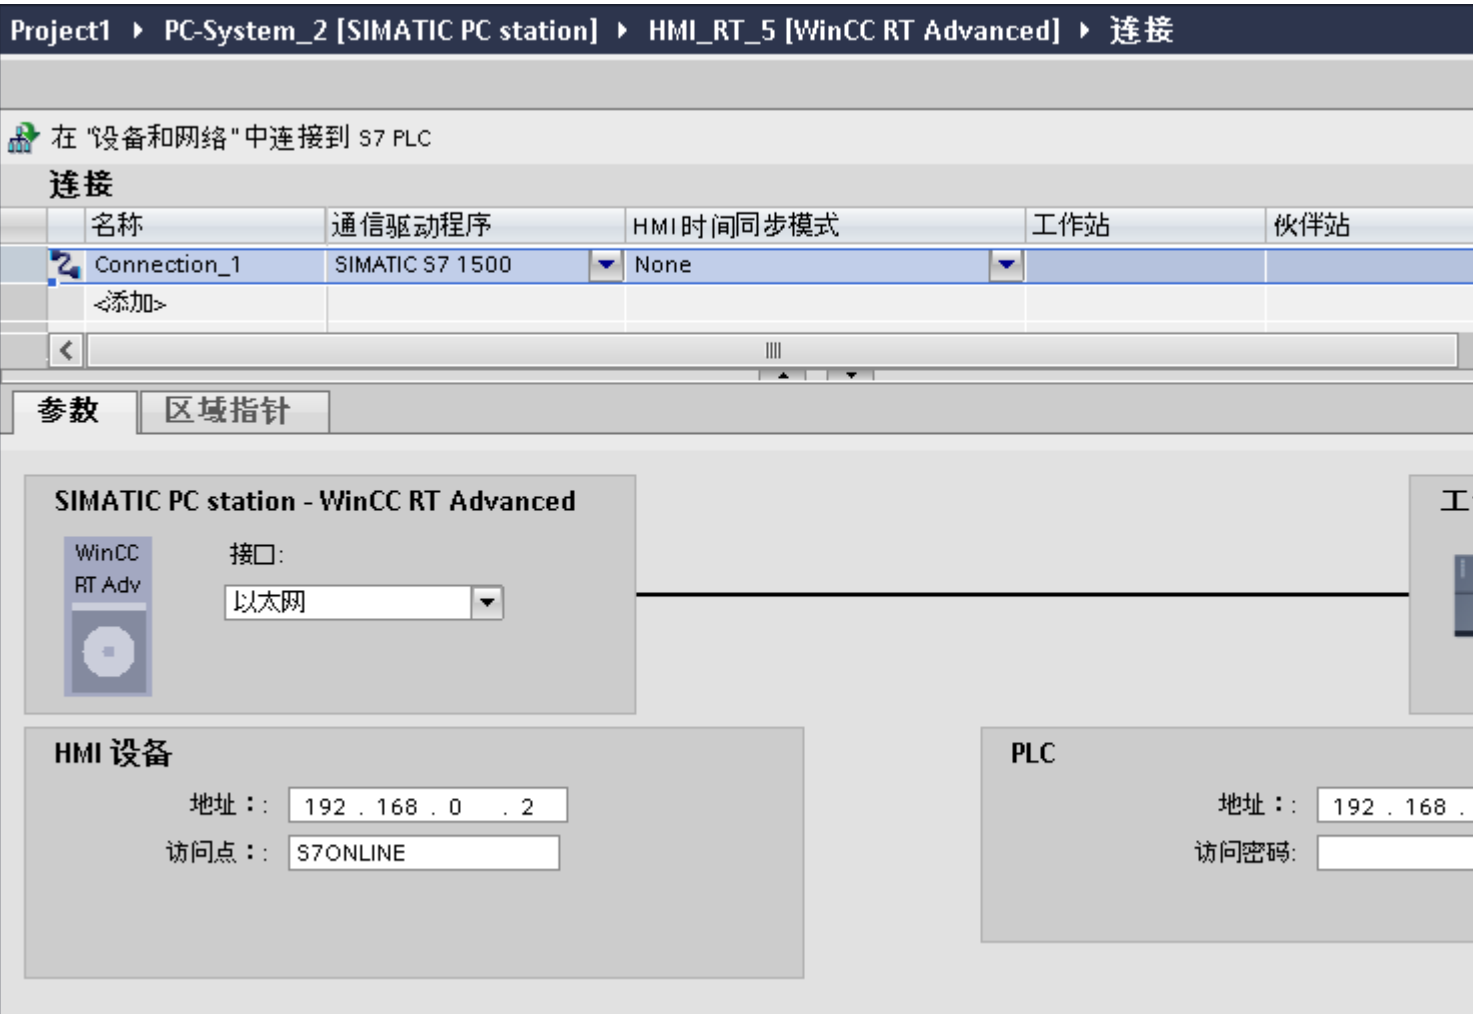 Project1 ▸ PC-System_2 [SIMATIC PC station] ▸ HMI_RT_5 [WinCC RT Advanced] ▸ 连接
在 "设备和网络"中连接到 S7 PLC
连接
名称 通信驱动程序 HMI时间同步模式 工作站 伙伴站
Connection_1 SIMATIC S7 1500 None
<添加>
参数 区域指针
SIMATIC PC station - WinCC RT Advanced
WinCC
RT Adv
接口:
以太网
HMI 设备
地址：: 192 . 168 . 0 . 2
访问点：: S7ONLINE
PLC
地址：: 192 . 168 .
访问密码: